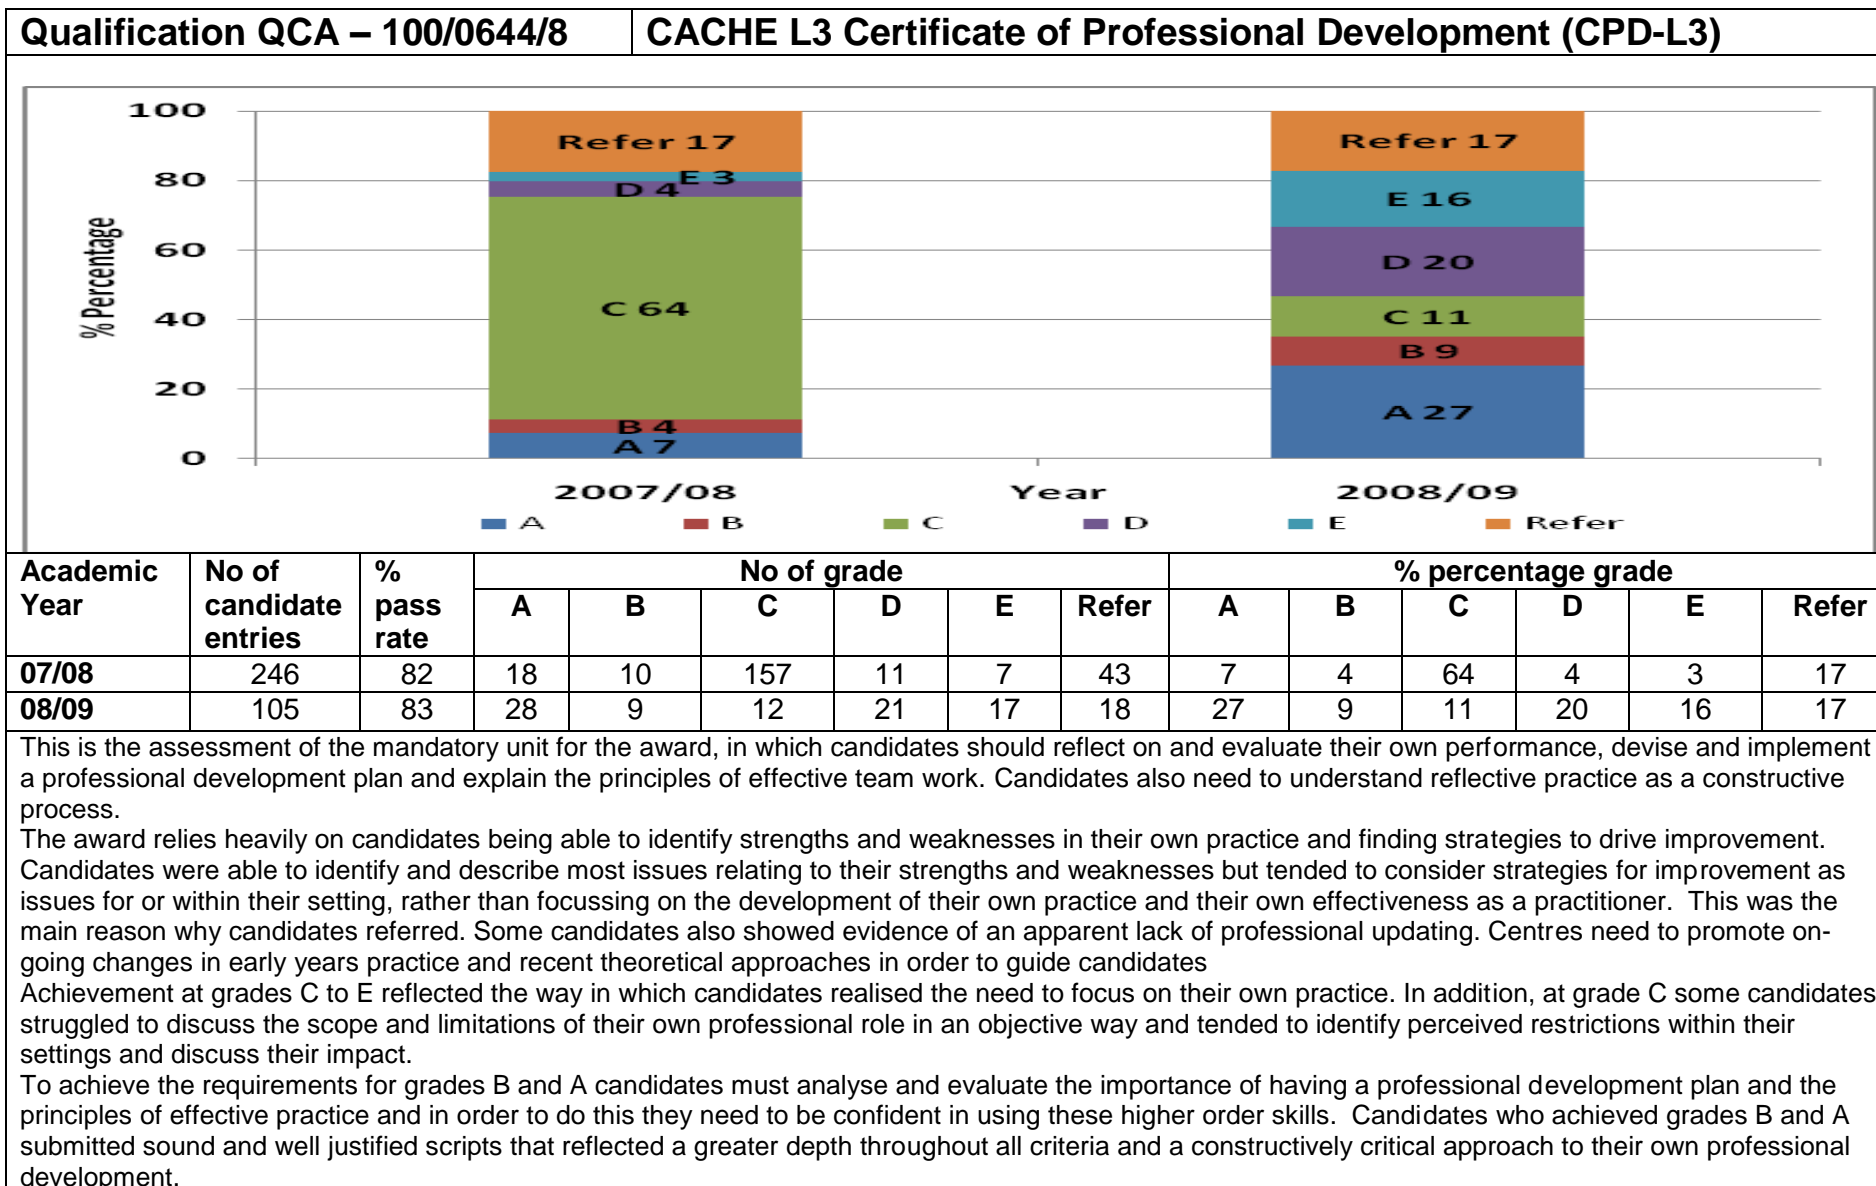 Qualification QCA – 100/0644/8 CACHE L3 Certificate of Professional Development (CPD-L3)
100
80
60
40
20
0
% Percentage
Refer 17
E 3
D 4
C 64
B 4
A 7
Refer 17
E 16
D 20
C 11
B 9
A 27
2007/08 Year 2008/09
A B C D E Refer
Academic Year No of candidate entries % pass rate No of grade % percentage grade
A B C D E Refer A B C D E Refer
07/08 246 82 18 10 157 11 7 43 7 4 64 4 3 17
08/09 105 83 28 9 12 21 17 18 27 9 11 20 16 17
This is the assessment of the mandatory unit for the award, in which candidates should reflect on and evaluate their own performance, devise and implement
a professional development plan and explain the principles of effective team work. Candidates also need to understand reflective practice as a constructive
process.
The award relies heavily on candidates being able to identify strengths and weaknesses in their own practice and finding strategies to drive improvement.
Candidates were able to identify and describe most issues relating to their strengths and weaknesses but tended to consider strategies for improvement as
issues for or within their setting, rather than focussing on the development of their own practice and their own effectiveness as a practitioner. This was the
main reason why candidates referred. Some candidates also showed evidence of an apparent lack of professional updating. Centres need to promote on-
going changes in early years practice and recent theoretical approaches in order to guide candidates
Achievement at grades C to E reflected the way in which candidates realised the need to focus on their own practice. In addition, at grade C some candidates
struggled to discuss the scope and limitations of their own professional role in an objective way and tended to identify perceived restrictions within their
settings and discuss their impact.
To achieve the requirements for grades B and A candidates must analyse and evaluate the importance of having a professional development plan and the
principles of effective practice and in order to do this they need to be confident in using these higher order skills. Candidates who achieved grades B and A
submitted sound and well justified scripts that reflected a greater depth throughout all criteria and a constructively critical approach to their own professional
development.